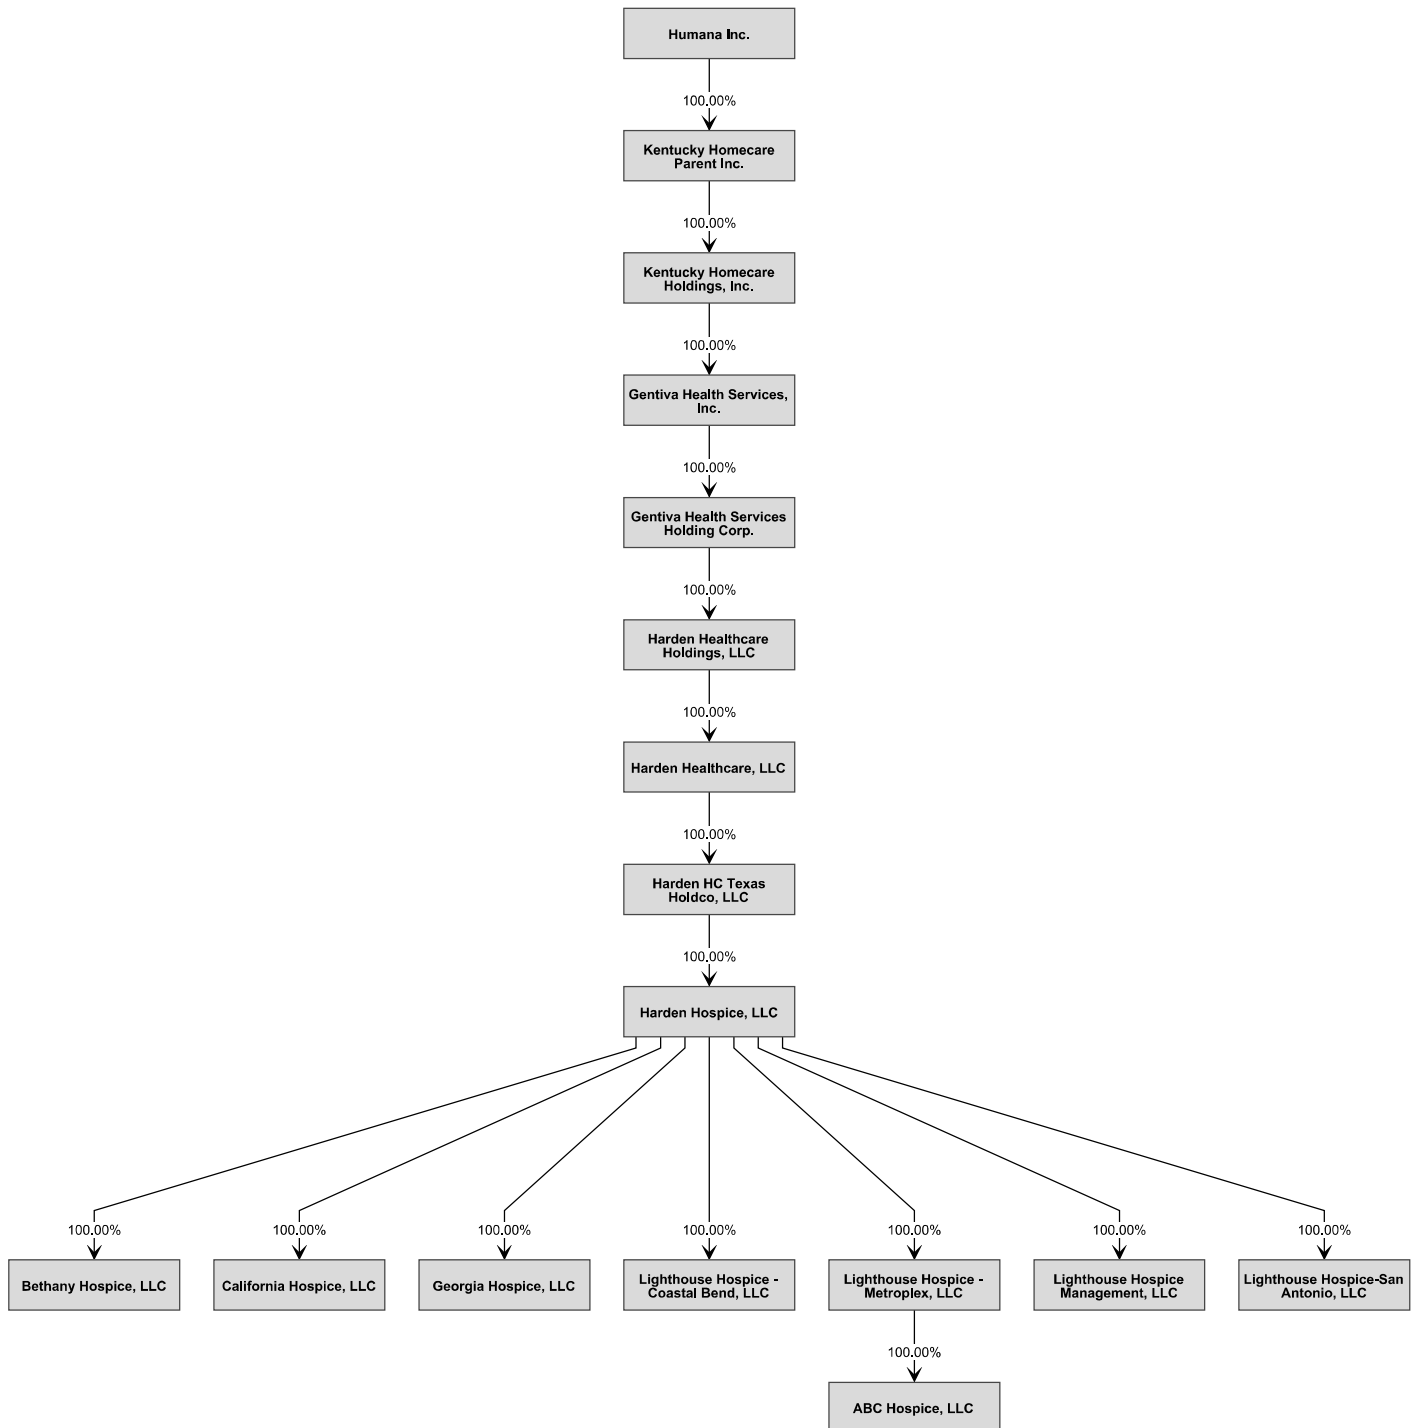 Humana Inc.
100.00%
Kentucky Homecare
Parent Inc.
100.00%
Kentucky Homecare
Holdings, Inc.
100.00%
Gentiva Health Services,
Inc.
100.00%
Gentiva Health Services
Holding Corp.
100.00%
Harden Healthcare
Holdings, LLC
100.00%
Harden Healthcare, LLC
100.00%
Harden HC Texas
Holdco, LLC
100.00%
Harden Hospice, LLC
100.00%
Bethany Hospice, LLC
100.00%
California Hospice, LLC
100.00%
Georgia Hospice, LLC
100.00%
Lighthouse Hospice -
Coastal Bend, LLC
100.00%
Lighthouse Hospice -
Metroplex, LLC
100.00%
Lighthouse Hospice
Management, LLC
100.00%
Lighthouse Hospice-San
Antonio, LLC
100.00%
ABC Hospice, LLC